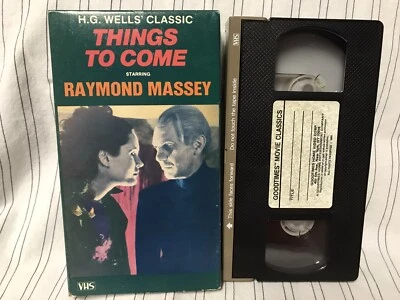 H.G. WELLS' CLASSIC
THINGS
TO COME
STARRING
RAYMOND MASSEY
VHS
VHS
Do not touch the tape inside
This side faces forward
GOODTIMES MOVIE CLASSICS
TITLE